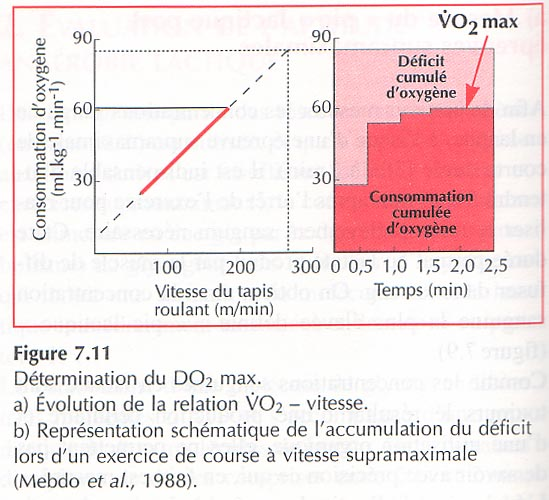 Consommation d'oxygène
(ml.kg-1.min-1)
90
60
30
100 200 300
Vitesse du tapis
roulant (m/min)
V̇O2 max
90
60
30
Déficit
cumulé
d'oxygène
Consommation
cumulée
d'oxygène
0 0,5 1,0 1,5 2,0 2,5
Temps (min)
Figure 7.11
Détermination du DO2 max.
a) Évolution de la relation V̇O2 – vitesse.
b) Reprentation schématique de l'accumulation du déficit
lors d'un exercice de course à vitesse supramaximale
(Mebdo et al., 1988).